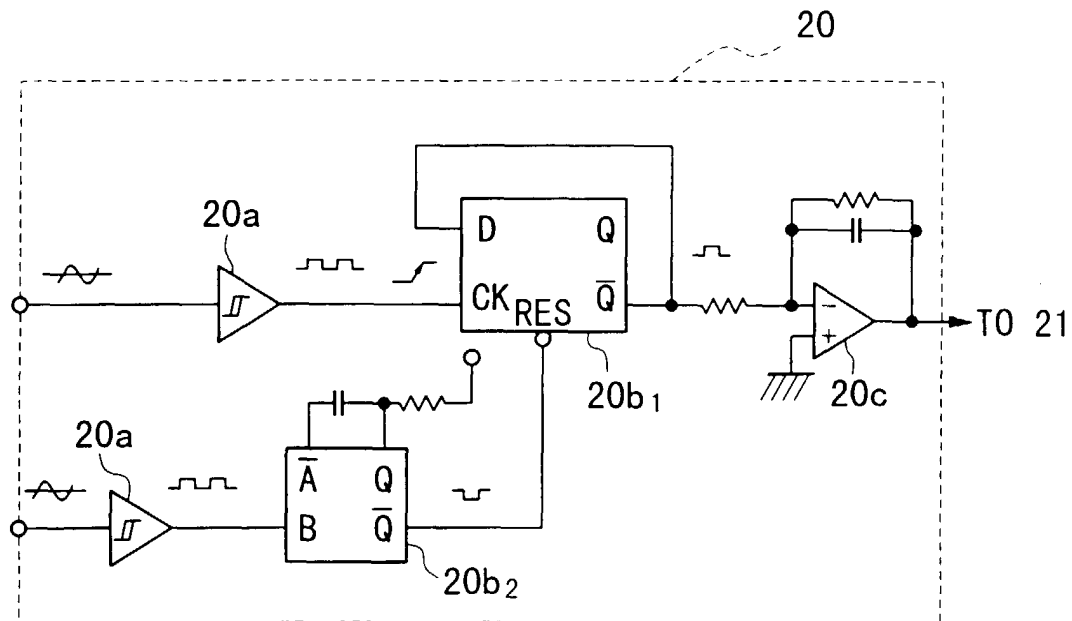 20
20a
D Q
CK RES Q̅
20b₁
- +
20c
TO 21
20a
A̅ Q
B Q̅
20b₂